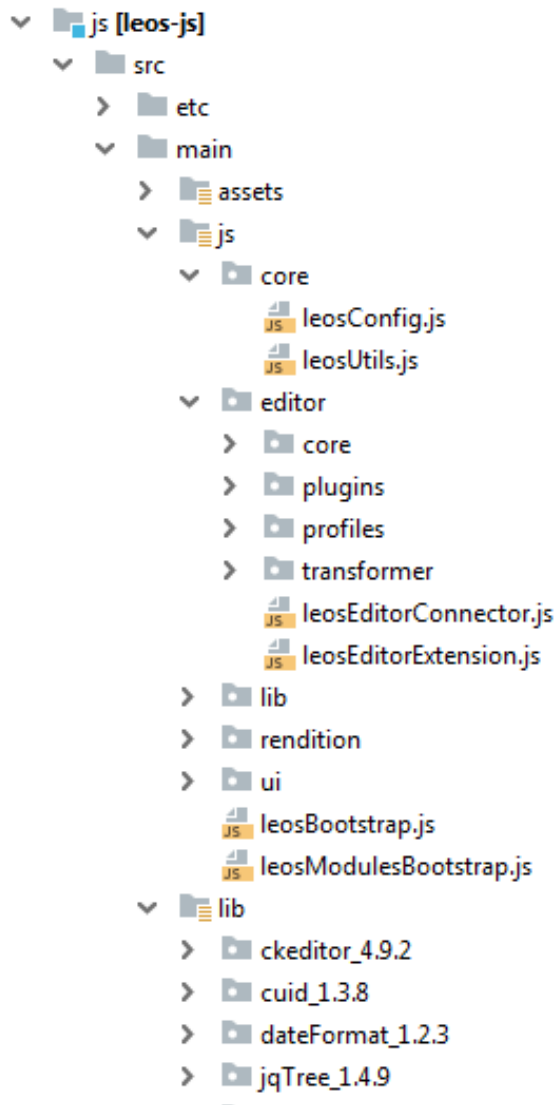 js [leos-js]
src
etc
main
assets
js
core
leosConfig.js
leosUtils.js
editor
core
plugins
profiles
transformer
leosEditorConnector.js
leosEditorExtension.js
lib
rendition
ui
leosBootstrap.js
leosModulesBootstrap.js
lib
ckeditor_4.9.2
cuid_1.3.8
dateFormat_1.2.3
jqTree_1.4.9